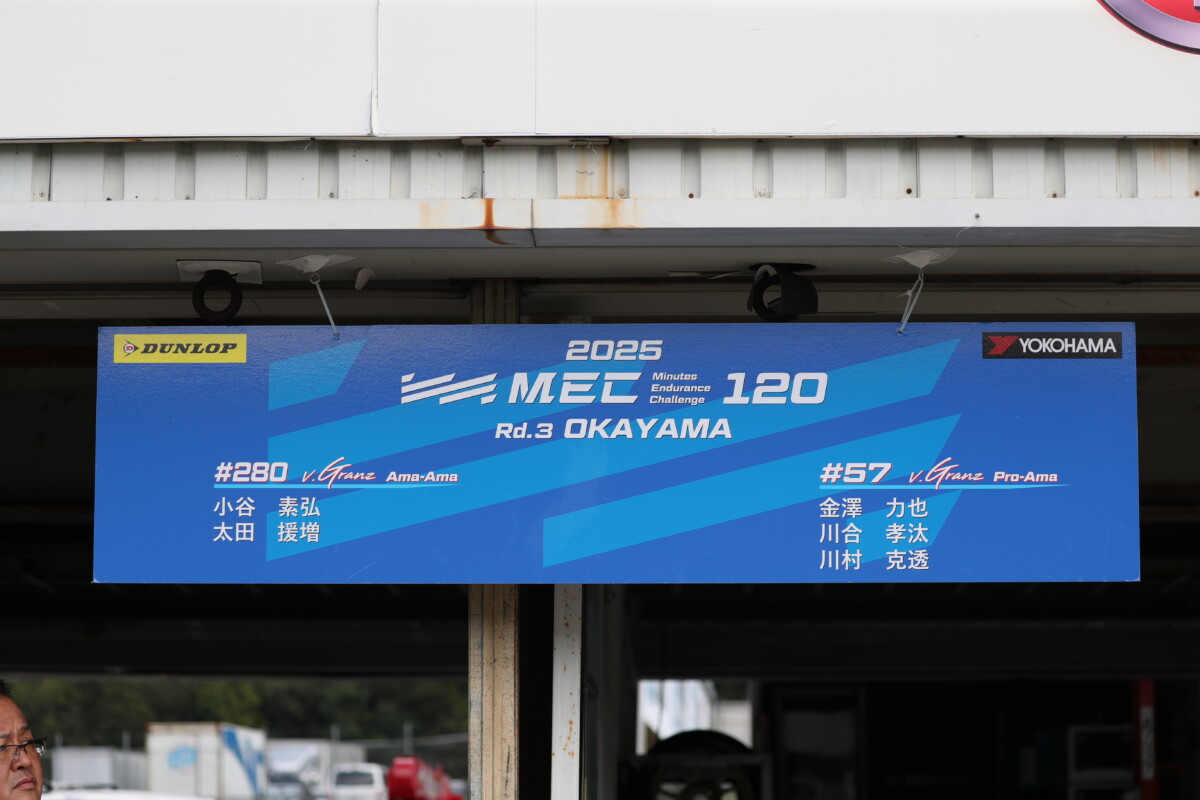 DUNLOP
YOKOHAMA
2025
MEC Minutes Endurance Challenge 120
Rd.3 OKAYAMA
#280 v.Granz Ama-Ama
小谷 素弘
太田 援増
#57 v.Granz Pro-Ama
金澤 力也
川合 孝汰
川村 克透